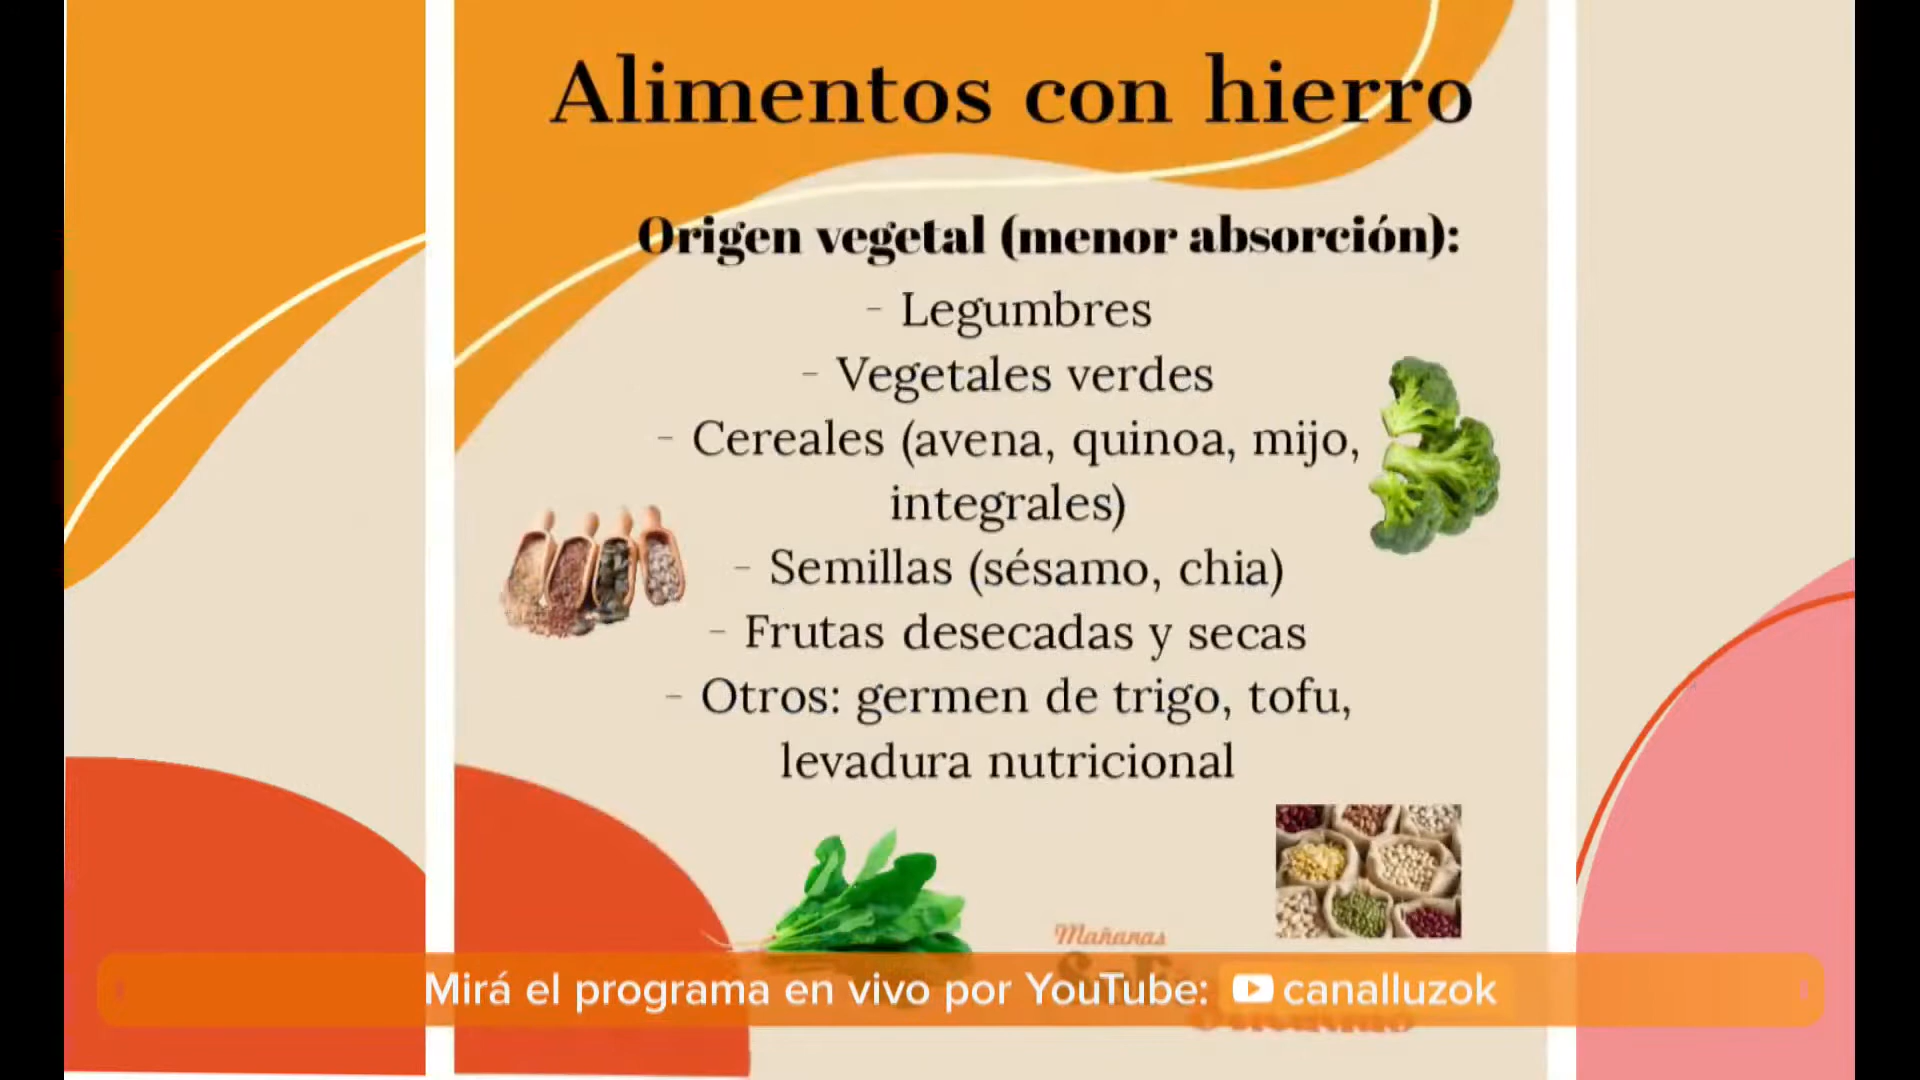 Alimentos con hierro
Origen vegetal (menor absorción):
- Legumbres
- Vegetales verdes
- Cereales (avena, quinoa, mijo,
integrales)
- Semillas (sésamo, chia)
- Frutas desecadas y secas
- Otros: germen de trigo, tofu,
levadura nutricional
Mañanas
Mirá el programa en vivo por YouTube: canalluzok